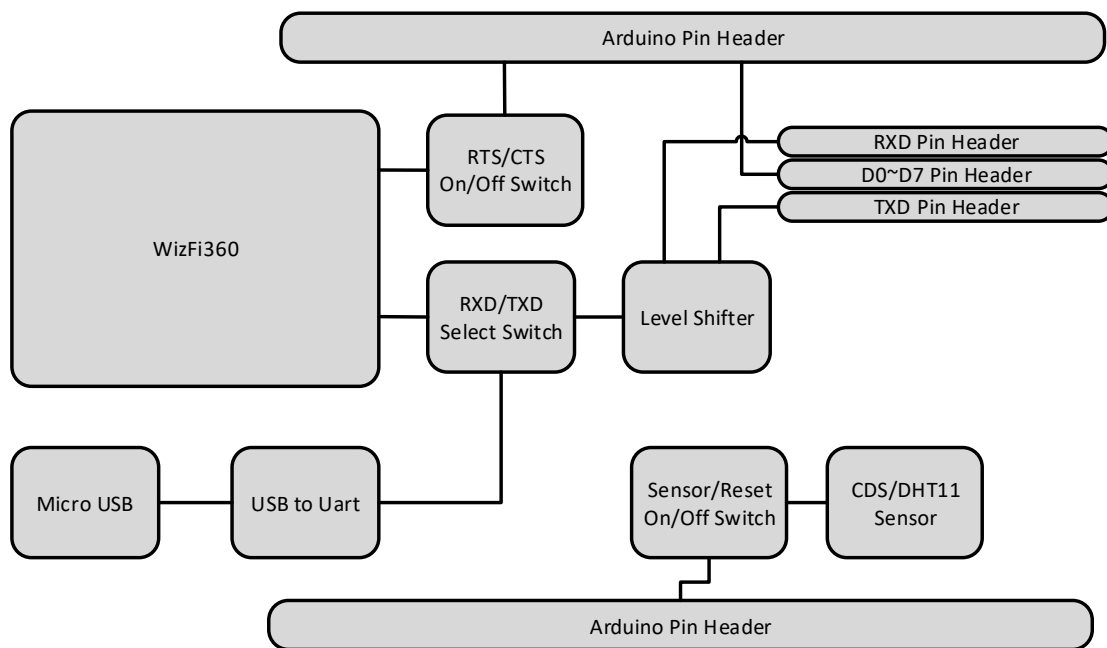 Arduino Pin Header
RTS/CTS
On/Off Switch
RXD Pin Header
D0~D7 Pin Header
TXD Pin Header
WizFi360
RXD/TXD
Select Switch
Level Shifter
Micro USB
USB to Uart
Sensor/Reset
On/Off Switch
CDS/DHT11
Sensor
Arduino Pin Header